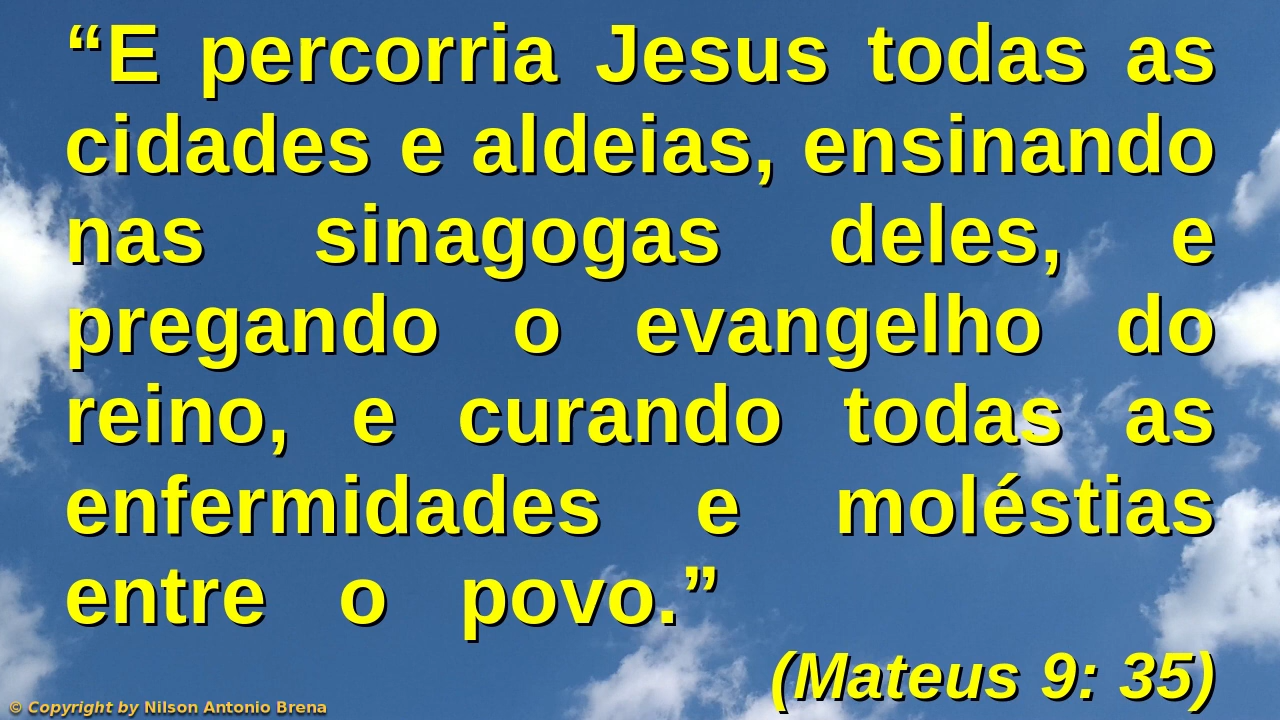 “E percorria Jesus todas as
cidades e aldeias, ensinando
nas sinagogas deles, e
pregando o evangelho do
reino, e curando todas as
enfermidades e moléstias
entre o povo.”
(Mateus 9: 35)
© Copyright by Nilson Antonio Brena